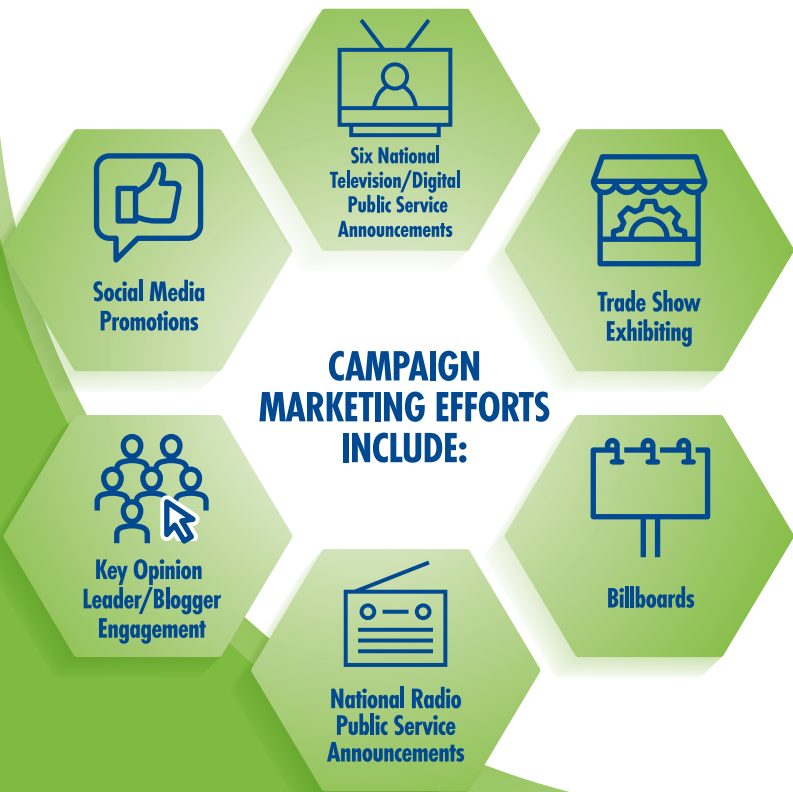 CAMPAIGN
MARKETING EFFORTS
INCLUDE:
Six National
Television/Digital
Public Service
Announcements
Trade Show
Exhibiting
Billboards
National Radio
Public Service
Announcements
Key Opinion
Leader/Blogger
Engagement
Social Media
Promotions